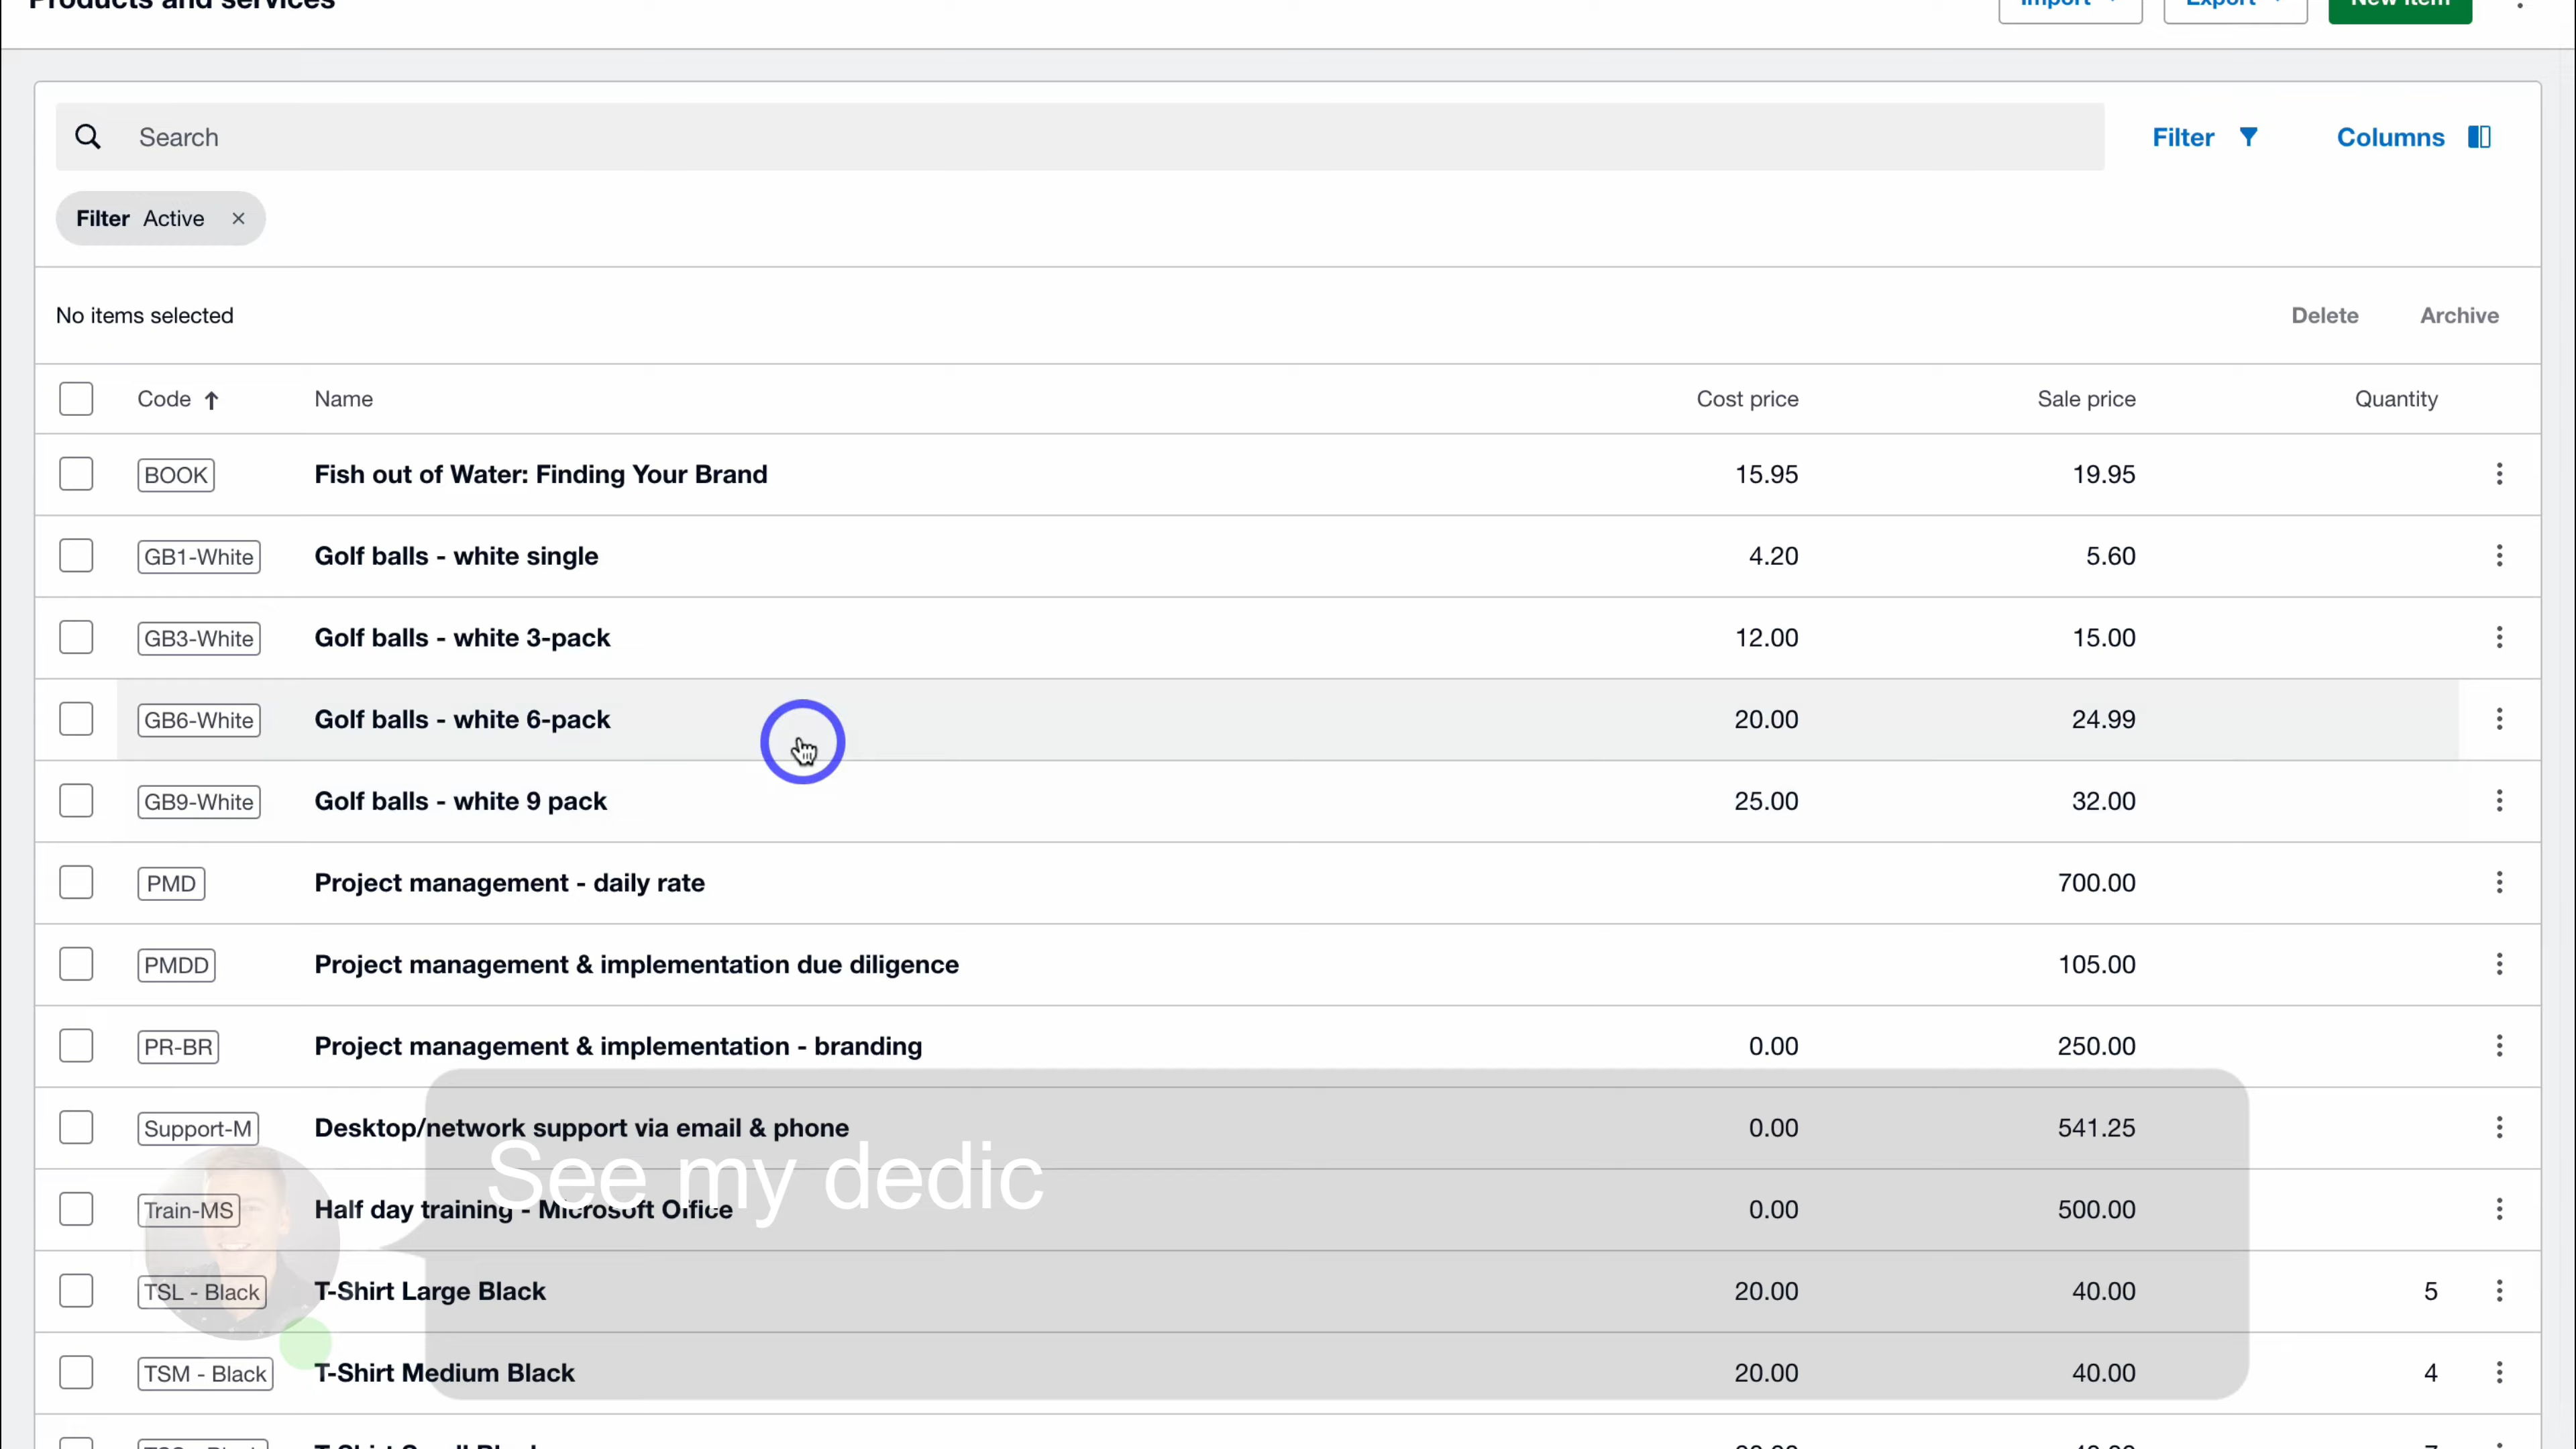 Products and services Import Export New item
Search Filter Columns
Filter Active ×
No items selected Delete Archive
Code ↑ Name Cost price Sale price Quantity
BOOK Fish out of Water: Finding Your Brand 15.95 19.95
GB1-White Golf balls - white single 4.20 5.60
GB3-White Golf balls - white 3-pack 12.00 15.00
GB6-White Golf balls - white 6-pack 20.00 24.99
GB9-White Golf balls - white 9 pack 25.00 32.00
PMD Project management - daily rate 700.00
PMDD Project management & implementation due diligence 105.00
PR-BR Project management & implementation - branding 0.00 250.00
Support-M Desktop/network support via email & phone 0.00 541.25
See my dedic
Train-MS Half day training - Microsoft Office 0.00 500.00
TSL - Black T-Shirt Large Black 20.00 40.00 5
TSM - Black T-Shirt Medium Black 20.00 40.00 4